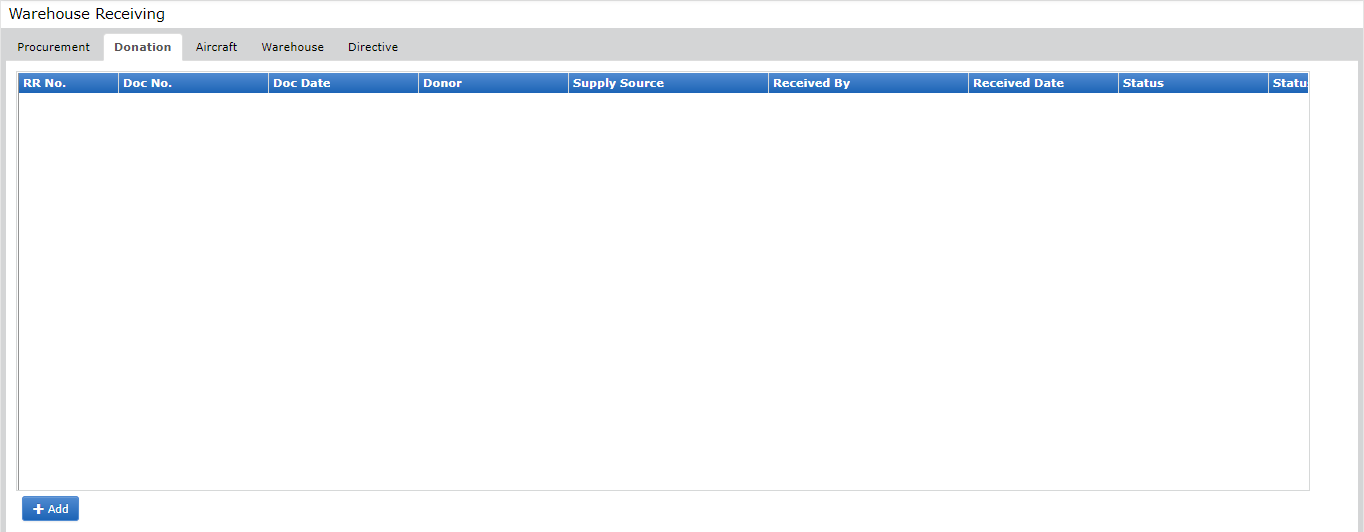 Warehouse Receiving
Procurement Donation Aircraft Warehouse Directive
RR No. Doc No. Doc Date Donor Supply Source Received By Received Date Status Statu
Add